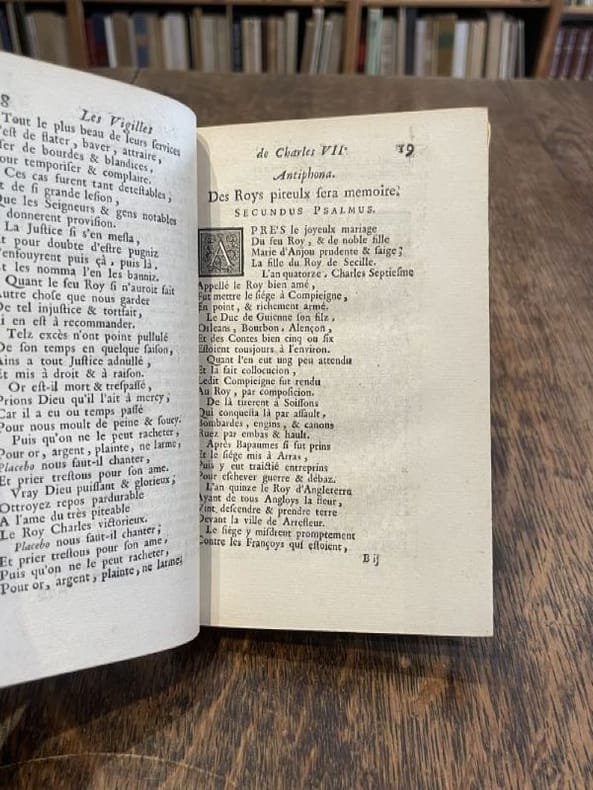 8
Les Vigilles
Tout le plus beau de leurs services
est de flater, baver, attraire,
ser de bourdes & blandices,
our temporiser & complaire.
Ces cas furent tant detestables;
t de si grande lesion,
Que les Seigneurs & gens notables
donnerent provision.
La Justice si s'en mesla,
t pour doubte d'estre pugniz
'enfouyrent puis çà, puis là,
t les nomma l'en les banniz.
Quant le feu Roy si n'auroit fait
utre chose que nous garder
De tel injustice & tortfait,
i en est à recommander.
Telz excès n'ont point pullulé
De son temps en quelque saison,
Ains a tout Justice adnullé,
t mis à droit & à raison.
Or est-il mort & trespassé,
Prions Dieu qu'il l'ait à mercy;
Car il a eu ou temps passé
Pour nous moult de peine & soucy.
Puis qu'on ne le peut racheter,
Pour or, argent, plainte, ne larme,
Placebo nous faut-il chanter,
Et prier trestous pour son ame.
Vray Dieu puissant & glorieux;
Ottroyez repos pardurable
A l'ame du très piteable
Le Roy Charles victorieux.
Placebo nous faut-il chanter;
Et prier trestous pour son ame,
Puis qu'on ne le peut racheter,
Pour or, argent, plainte, ne larme.
de Charles VII. 19
Antiphona.
Des Roys piteulx sera memoire.
SECUNDUS PSALMUS.
APRE'S le joyeulx mariage
Du feu Roy, & de noble fille
Marie d'Anjou prudente & saige;
La fille du Roy de Secille.
L'an quatorze, Charles Septiesme
Appellé le Roy bien amé,
Fut mettre le siége à Compieigne,
En point, & richement armé.
Le Duc de Guienne son filz,
Orleans, Bourbon, Alençon,
Et des Contes bien cinq ou six
Estoient tousjours à l'environ.
Quant l'en eut ung peu attendu
Et la fait collocucion,
Ledit Compieigne fut rendu
Au Roy, par composicion.
De là tirerent à Soissons
Qui conquesta là par assault,
Bombardes, engins, & canons
Ruez par embas & hault.
Après Bapaumes si fut prins
Et le siége mis à Arras,
Puis y eut traistié entreprins
Pour eschever guerre & débaz.
L'an quinze le Roy d'Angleterre
Ayant de tous Angloys la fleur,
Vint descendre & prendre terre
Devant la ville de Arrefleur.
Le siége y misdrent promptement
Contre les Françoys qui estoient,
B ij